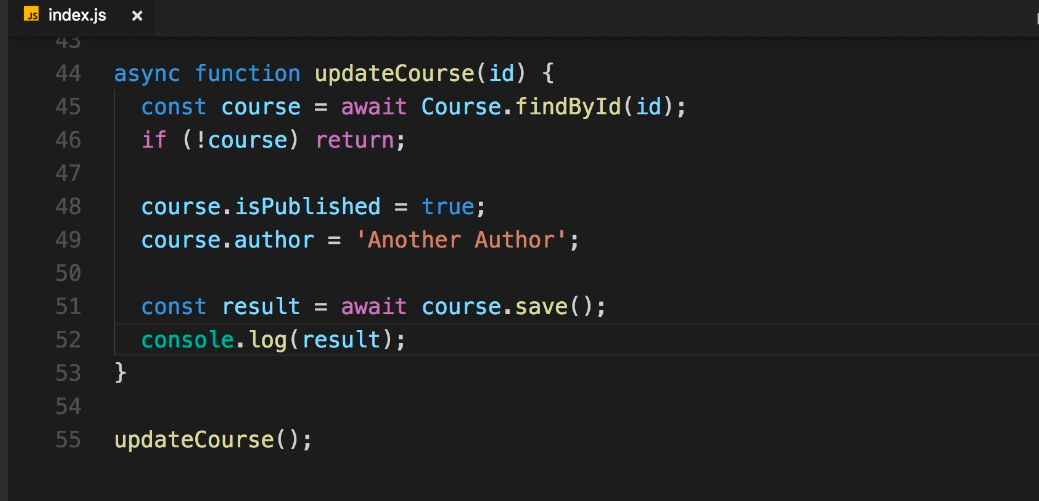 JS index.js ×
43
44 async function updateCourse(id) {
45   const course = await Course.findById(id);
46   if (!course) return;
47
48   course.isPublished = true;
49   course.author = 'Another Author';
50
51   const result = await course.save();
52   console.log(result);
53 }
54
55 updateCourse();